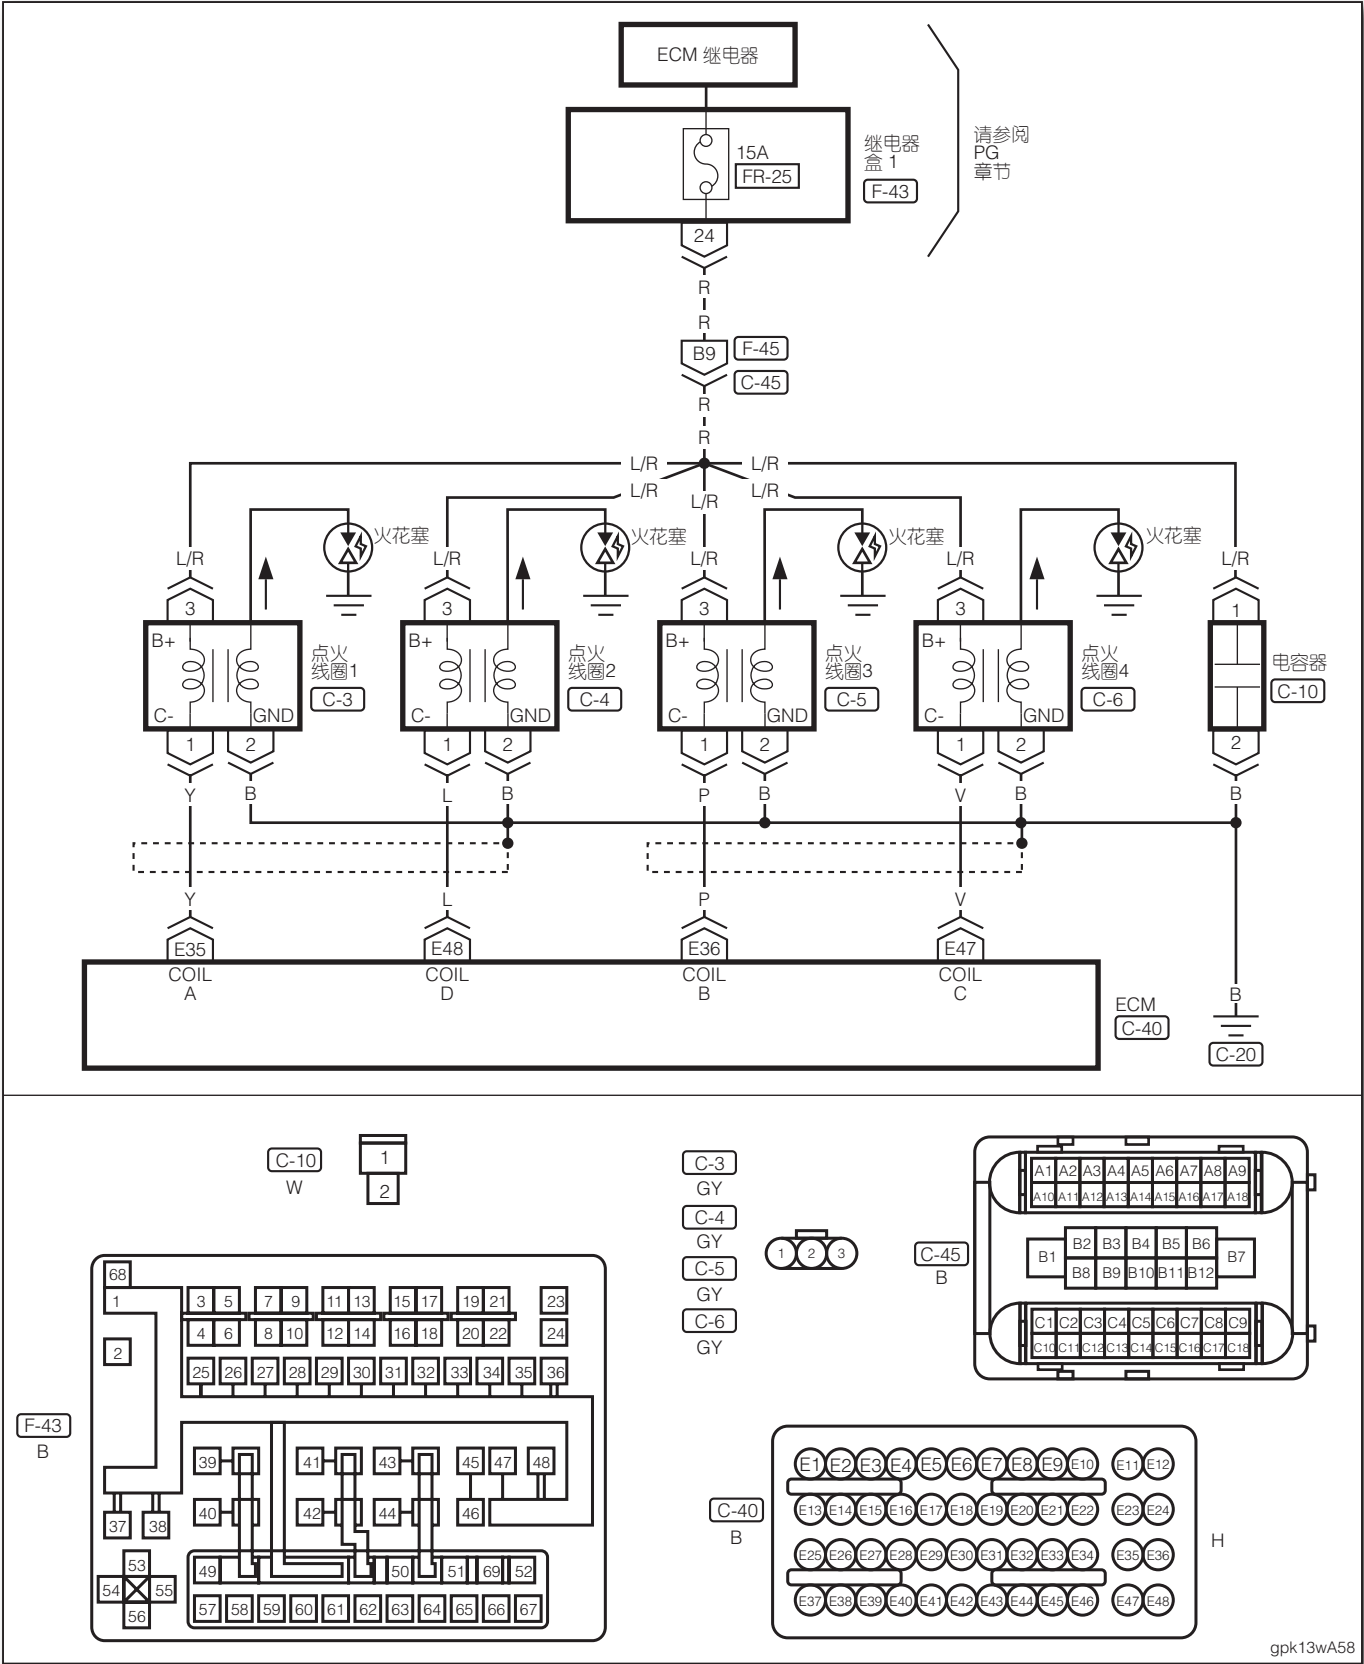 ECM 继电器
15A
FR-25
继电器
盒 1
F-43
请参阅
PG
章节
24
R
R
B9
F-45
C-45
R
R
L/R
L/R
L/R
L/R
L/R
火花塞
火花塞
火花塞
火花塞
L/R
L/R
L/R
L/R
L/R
3
3
3
3
1
B+
B+
B+
B+
点火
线圈1
C-3
点火
线圈2
C-4
点火
线圈3
C-5
点火
线圈4
C-6
电容器
C-10
C-
GND
C-
GND
C-
GND
C-
GND
1
2
1
2
1
2
1
2
2
Y
B
L
B
P
B
V
B
B
Y
L
P
V
E35
E48
E36
E47
COIL
A
COIL
D
COIL
B
COIL
C
ECM
C-40
B
C-20
C-10
W
1
2
C-3
GY
C-4
GY
C-5
GY
C-6
GY
1 2 3
C-45
B
A1 A2 A3 A4 A5 A6 A7 A8 A9
A10 A11 A12 A13 A14 A15 A16 A17 A18
B1
B2 B3 B4 B5 B6
B7
B8 B9 B10 B11 B12
C1 C2 C3 C4 C5 C6 C7 C8 C9
C10 C11 C12 C13 C14 C15 C16 C17 C18
F-43
B
68
1
2
3 5 7 9 11 13 15 17 19 21 23
4 6 8 10 12 14 16 18 20 22 24
25 26 27 28 29 30 31 32 33 34 35 36
39 41 43 45 47 48
40 42 44 46
37 38
53
54 55
56
49 50 51 69 52
57 58 59 60 61 62 63 64 65 66 67
C-40
B
E1 E2 E3 E4 E5 E6 E7 E8 E9 E10 E11 E12
E13 E14 E15 E16 E17 E18 E19 E20 E21 E22 E23 E24
E25 E26 E27 E28 E29 E30 E31 E32 E33 E34 E35 E36
E37 E38 E39 E40 E41 E42 E43 E44 E45 E46 E47 E48
H
gpk13wA58